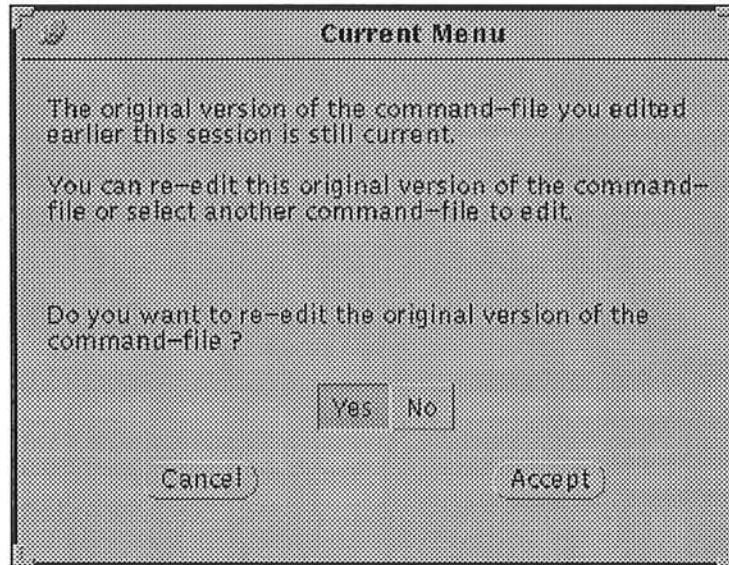 Current Menu
The original version of the command-file you edited
earlier this session is still current.
You can re-edit this original version of the command-
file or select another command-file to edit.
Do you want to re-edit the original version of the
command-file ?
Yes No
Cancel Accept